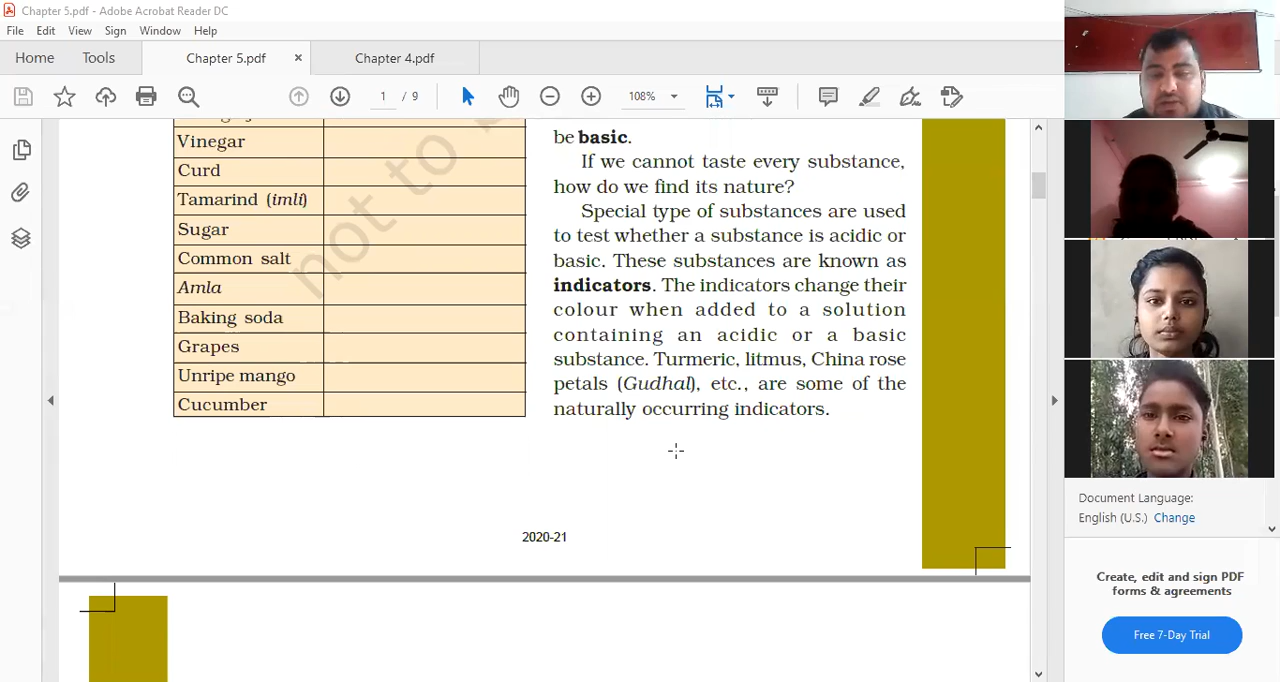 Chapter 5.pdf - Adobe Acrobat Reader DC
File Edit View Sign Window Help
Home Tools Chapter 5.pdf × Chapter 4.pdf
1 / 9 108%
Vinegar
Curd
Tamarind (imli)
Sugar
Common salt
Amla
Baking soda
Grapes
Unripe mango
Cucumber
not to
be basic.
If we cannot taste every substance,
how do we find its nature?
Special type of substances are used
to test whether a substance is acidic or
basic. These substances are known as
indicators. The indicators change their
colour when added to a solution
containing an acidic or a basic
substance. Turmeric, litmus, China rose
petals (Gudhal), etc., are some of the
naturally occurring indicators.
2020-21
Document Language:
English (U.S.) Change
Create, edit and sign PDF
forms & agreements
Free 7-Day Trial